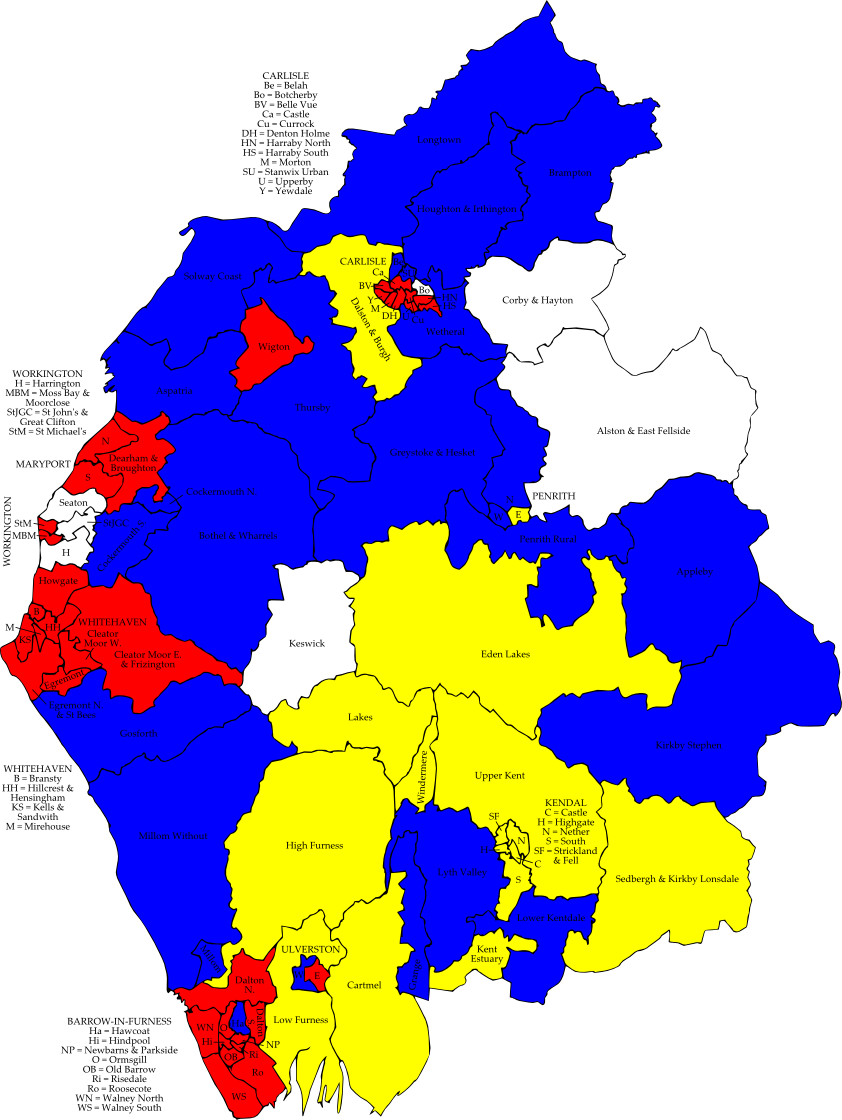 CARLISLE
Be = Belah
Bo = Botcherby
BV = Belle Vue
Ca = Castle
Cu = Currock
DH = Denton Holme
HN = Harraby North
HS = Harraby South
M = Morton
SU = Stanwix Urban
U = Upperby
Y = Yewdale
Longtown
Brampton
Houghton & Irthington
Solway Coast
CARLISLE
Ca
BV
Bo
Y
HN
HS
M
DH
Cu
Corby & Hayton
Dalston & Burgh
Wetheral
Wigton
WORKINGTON
H = Harrington
MBM = Moss Bay &
Moorclose
StJGC = St John's &
Great Clifton
StM = St Michael's
Aspatria
Thursby
N
Dearham &
Broughton
MARYPORT
S
Greystoke & Hesket
Alston & East Fellside
Cockermouth N.
Seaton
StM
StJGC
MBM
H
WORKINGTON
Cockermouth S.
Bothel & Wharrels
PENRITH
N
W
E
Penrith Rural
Appleby
Howgate
B
M
HH
KS
WHITEHAVEN
Cleator
Moor W.
Cleator Moor E.
& Frizington
Egremont
Egremont N.
& St Bees
Keswick
Eden Lakes
Gosforth
Lakes
Windermere
Kirkby Stephen
Upper Kent
WHITEHAVEN
B = Bransty
HH = Hillcrest &
Hensingham
KS = Kells &
Sandwith
M = Mirehouse
Millom Without
High Furness
KENDAL
C = Castle
H = Highgate
N = Nether
S = South
SF = Strickland
& Fell
SF
N
H
C
S
Lyth Valley
Sedbergh & Kirkby Lonsdale
Lower Kentdale
Kent
Estuary
Grange
Cartmel
Millom
ULVERSTON
W
E
Dalton
N.
Dalton S
Low Furness
BARROW-IN-FURNESS
Ha = Hawcoat
Hi = Hindpool
NP = Newbarns & Parkside
O = Ormsgill
OB = Old Barrow
Ri = Risedale
Ro = Roosecote
WN = Walney North
WS = Walney South
WN
O
Ha
Hi
NP
OB
Ri
Ro
WS